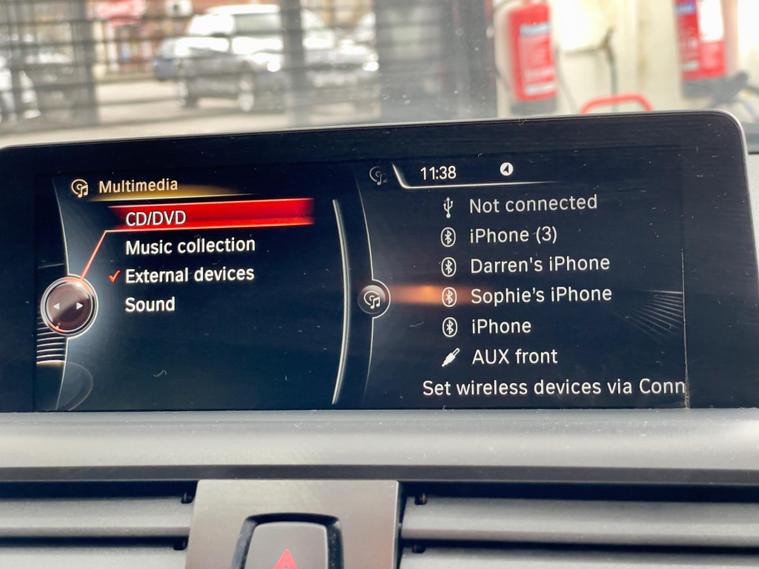 Multimedia
CD/DVD
Music collection
External devices
Sound
11:38
Not connected
iPhone (3)
Darren's iPhone
Sophie's iPhone
iPhone
AUX front
Set wireless devices via Conn